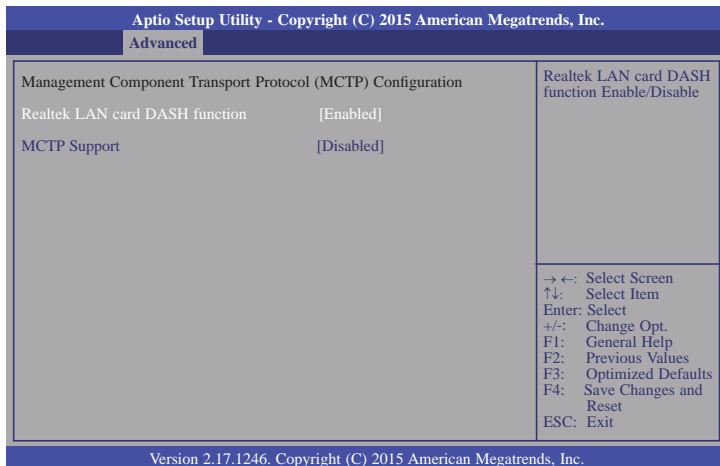 Aptio Setup Utility - Copyright (C) 2015 American Megatrends, Inc.
Advanced
Management Component Transport Protocol (MCTP) Configuration
Realtek LAN card DASH function [Enabled]
MCTP Support [Disabled]
Realtek LAN card DASH
function Enable/Disable
→ ←: Select Screen
↑↓: Select Item
Enter: Select
+/-: Change Opt.
F1: General Help
F2: Previous Values
F3: Optimized Defaults
F4: Save Changes and
Reset
ESC: Exit
Version 2.17.1246. Copyright (C) 2015 American Megatrends, Inc.